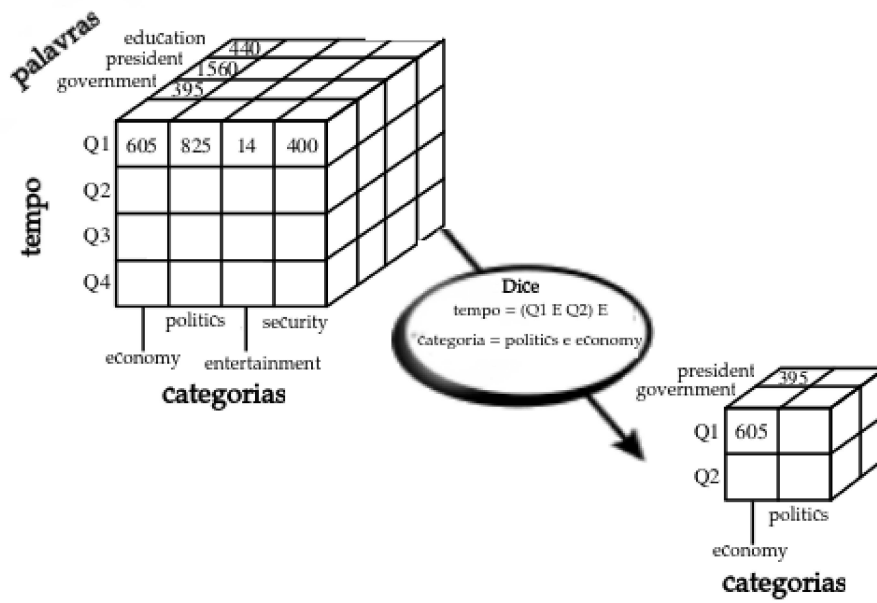 palavras
education
president
government
440
1560
395
tempo
Q1 605 825 14 400
Q2
Q3
Q4
politics security
economy entertainment
categorias
Dice
tempo = (Q1 E Q2) E
"categoria = politics e economy
president
government
395
Q1 605
Q2
politics
economy
categorias